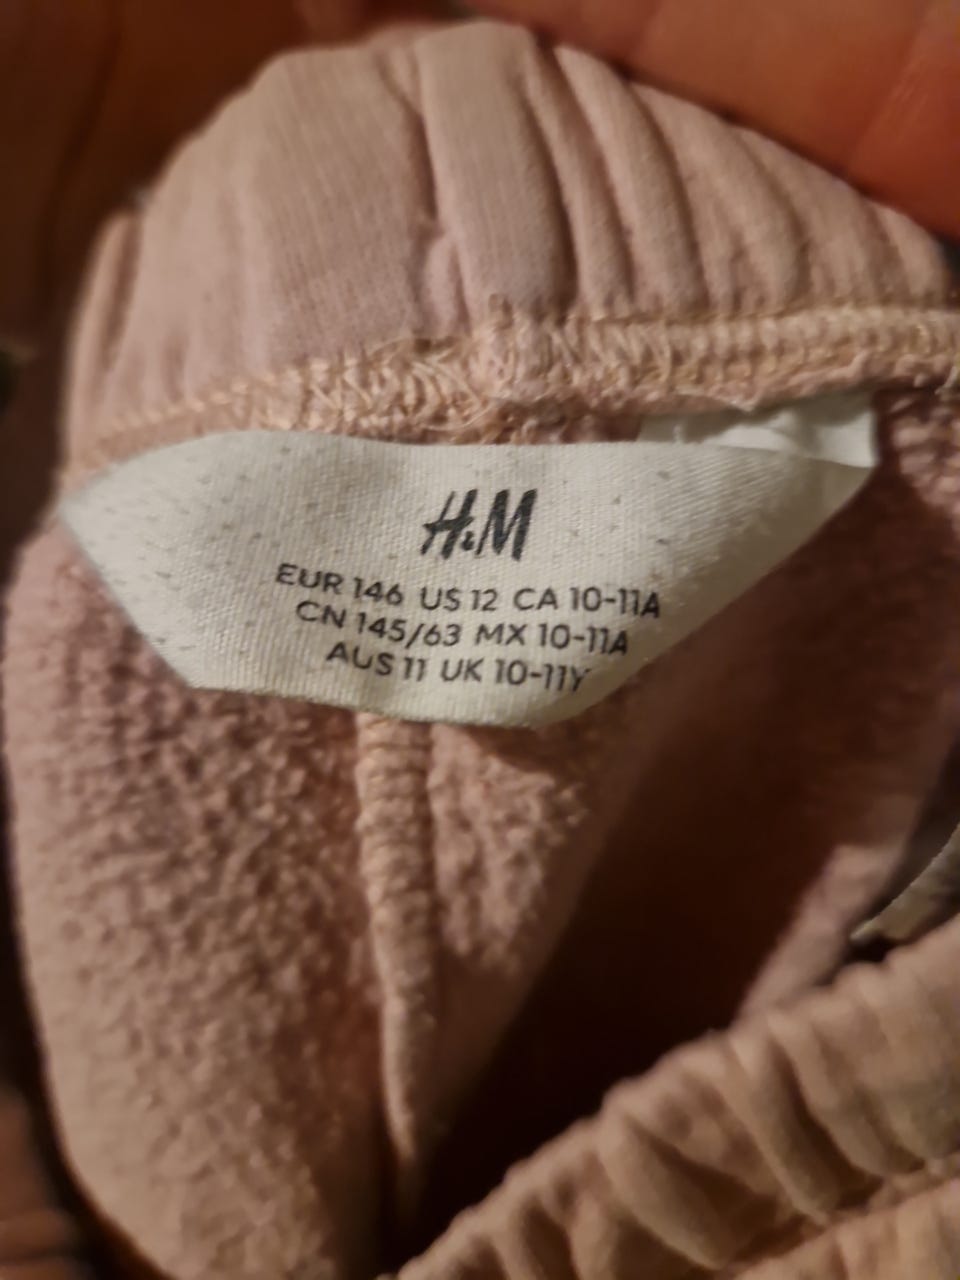 H&M
EUR 146 US 12 CA 10-11A
CN 145/63 MX 10-11A
AUS 11 UK 10-11Y